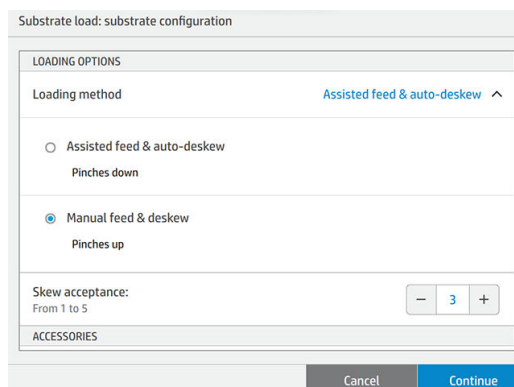 Substrate load: substrate configuration
LOADING OPTIONS
Loading method Assisted feed & auto-deskew
Assisted feed & auto-deskew
Pinches down
Manual feed & deskew
Pinches up
Skew acceptance:
From 1 to 5
− 3 +
ACCESSORIES
Cancel Continue